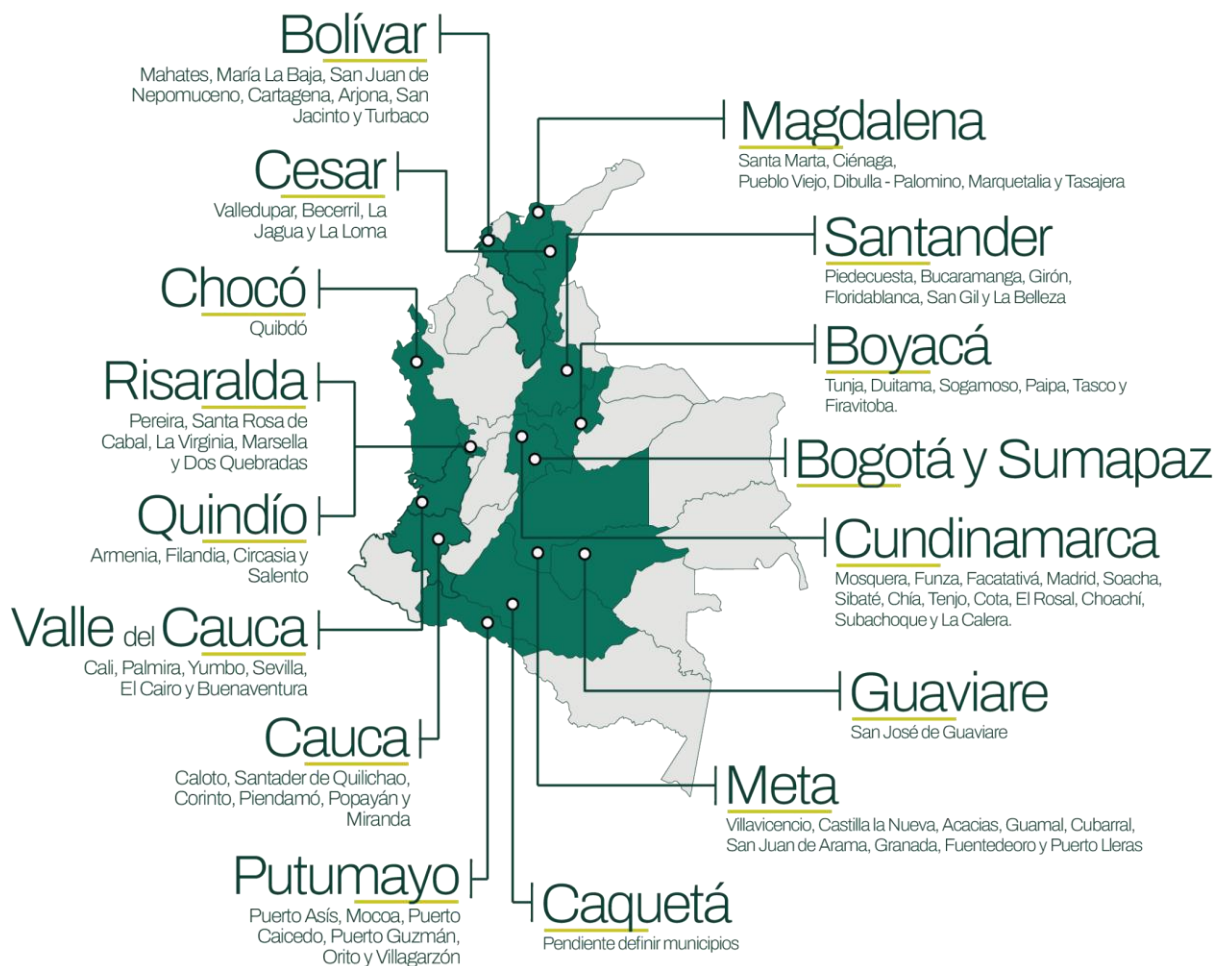 Bolívar
Mahates, María La Baja, San Juan de
Nepomuceno, Cartagena, Arjona, San
Jacinto y Turbaco
Magdalena
Santa Marta, Ciénaga,
Pueblo Viejo, Dibulla - Palomino, Marquetalia y Tasajera
Cesar
Valledupar, Becerril, La
Jagua y La Loma
Santander
Piedecuesta, Bucaramanga, Girón,
Floridablanca, San Gil y La Belleza
Chocó
Quibdó
Boyacá
Tunja, Duitama, Sogamoso, Paipa, Tasco y
Firavitoba.
Risaralda
Pereira, Santa Rosa de
Cabal, La Virginia, Marsella
y Dos Quebradas
Bogotá y Sumapaz
Quindío
Armenia, Filandia, Circasia y
Salento
Cundinamarca
Mosquera, Funza, Facatativá, Madrid, Soacha,
Sibaté, Chía, Tenjo, Cota, El Rosal, Choachí,
Subachoque y La Calera.
Valle del Cauca
Cali, Palmira, Yumbo, Sevilla,
El Cairo y Buenaventura
Guaviare
San José de Guaviare
Cauca
Caloto, Santader de Quilichao,
Corinto, Piendamó, Popayán y
Miranda
Meta
Villavicencio, Castilla la Nueva, Acacias, Guamal, Cubarral,
San Juan de Arama, Granada, Fuentedeoro y Puerto Lleras
Putumayo
Puerto Asís, Mocoa, Puerto
Caicedo, Puerto Guzmán,
Orito y Villagarzón
Caquetá
Pendiente definir municipios